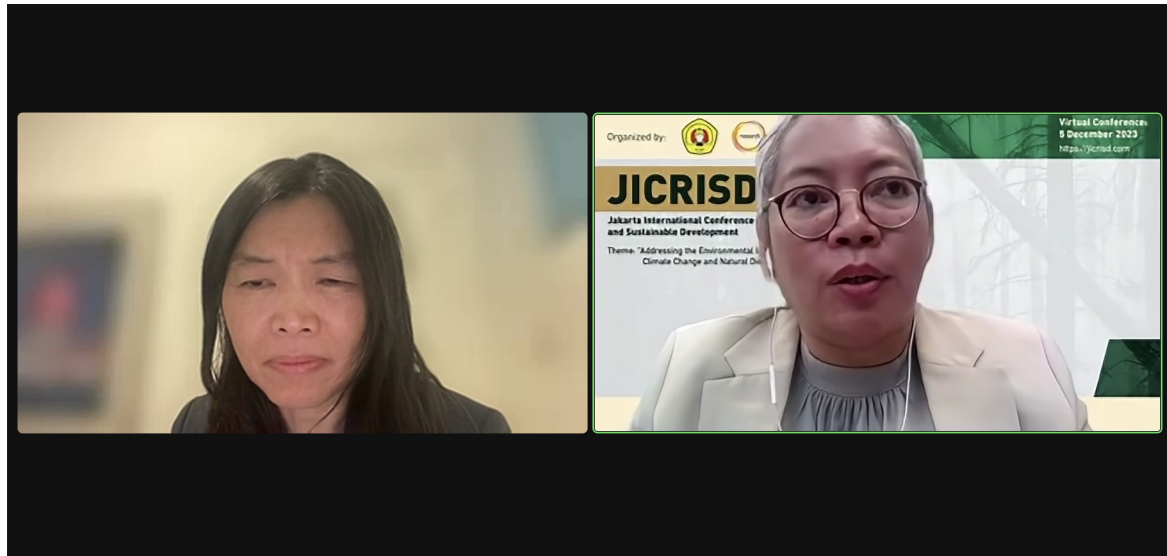 Organized by:
research
Virtual Conference:
5 December 2023
https://jicrisd.com
JICRISD
Jakarta International Conference
and Sustainable Development
Theme: "Addressing the Environmental
Climate Change and Natural